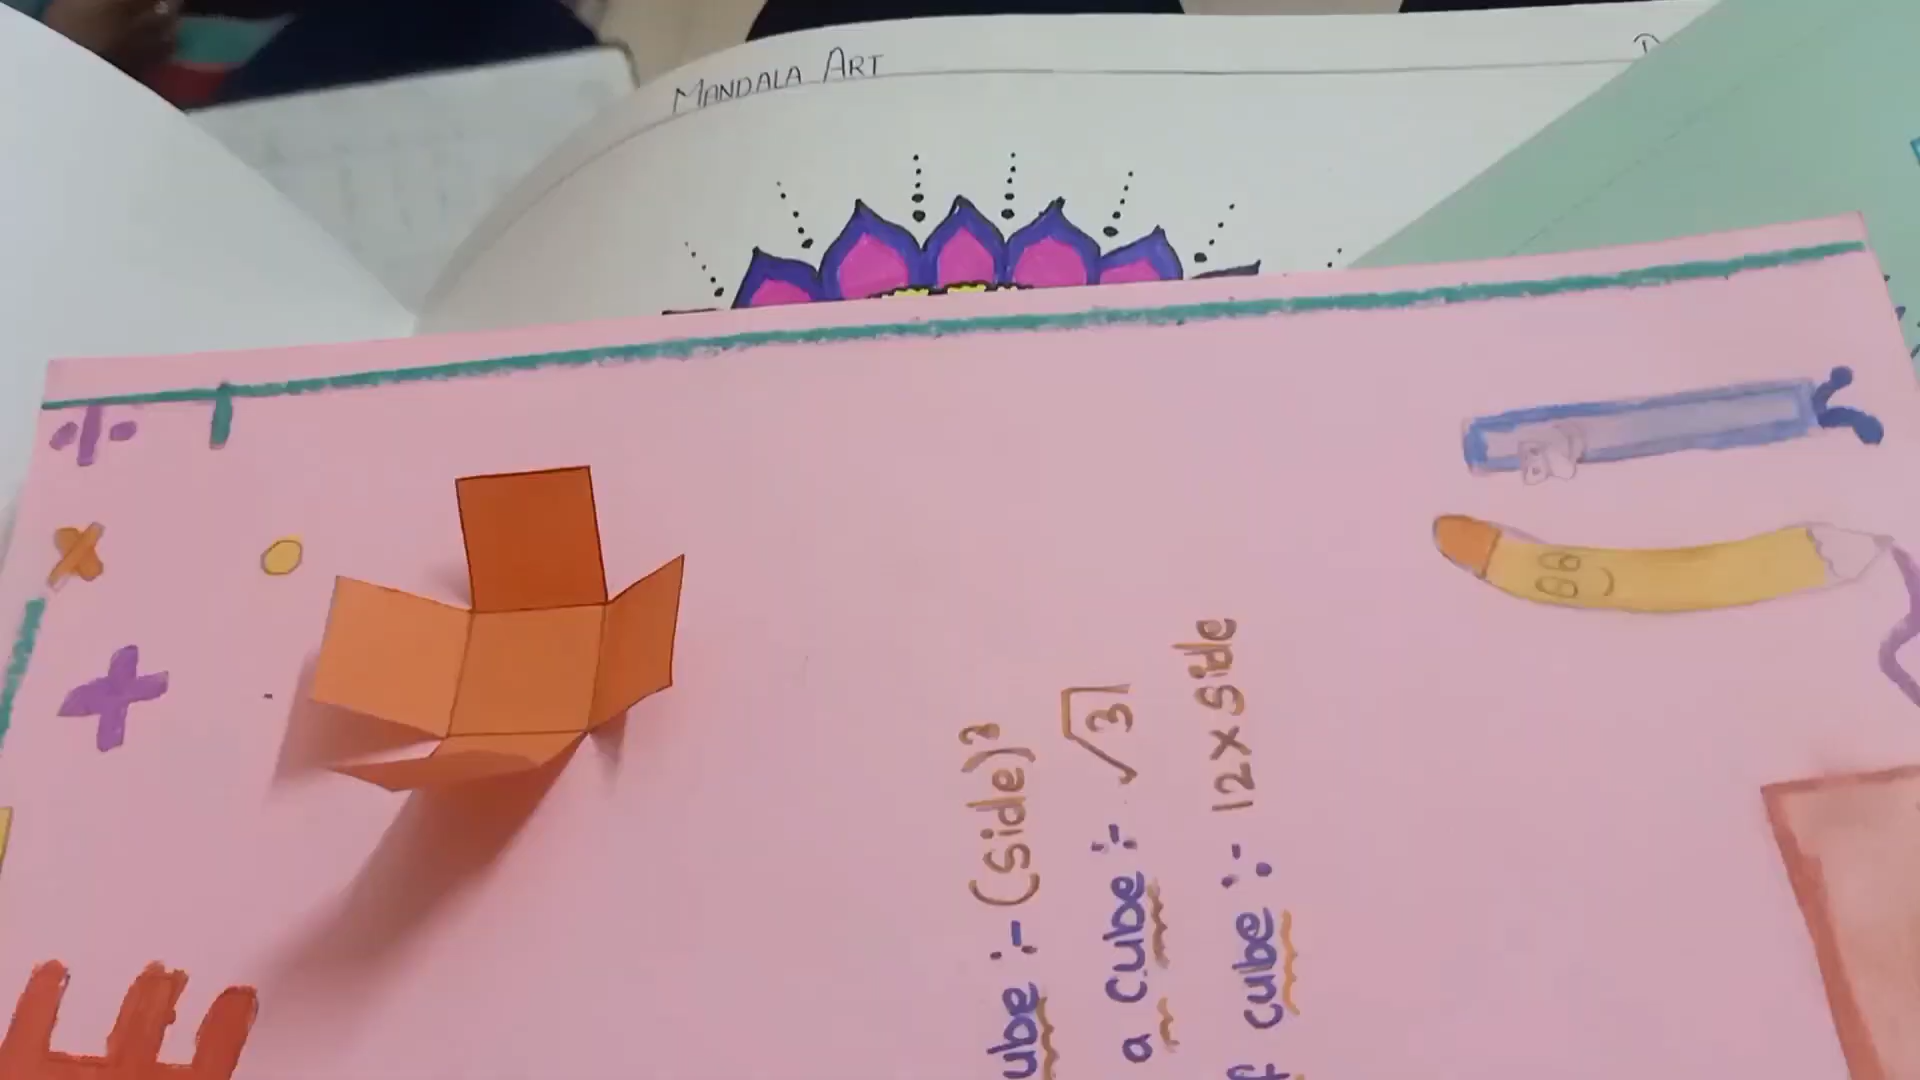 MANDALA ART
ube :- (side)³
a cube :- √3
f cube :- 12×side
E